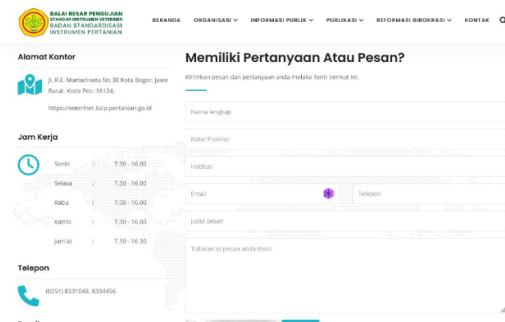 BALAI BESAR PENGUJIAN
STANDAR INSTRUMEN VETERINER
BADAN STANDARDISASI
INSTRUMEN PERTANIAN
BERANDA ORGANISASI INFORMASI PUBLIK PUBLIKASI REFORMASI BIROKRASI KONTAK
Alamat Kantor
JL. R.E. Martadinata No.30 Kota Bogor, Jawa
Barat. Kode Pos :16124.
https://veteriner.bsip.pertanian.go.id
Jam Kerja
Senin : 7.30 - 16.00
Selasa : 7.30 - 16.00
Rabu : 7.30 - 16.00
Kamis : 7.30 - 16.00
Jum'at : 7.30 - 16.30
Telepon
(0251) 8331048, 8334456
Memiliki Pertanyaan Atau Pesan?
Kirimkan pesan dan pertanyaan anda melalui form berikut ini.
Nama lengkap
Kota/ Provinsi
Institusi
Email Telepon
Judul pesan
Tuliskan isi pesan anda disini